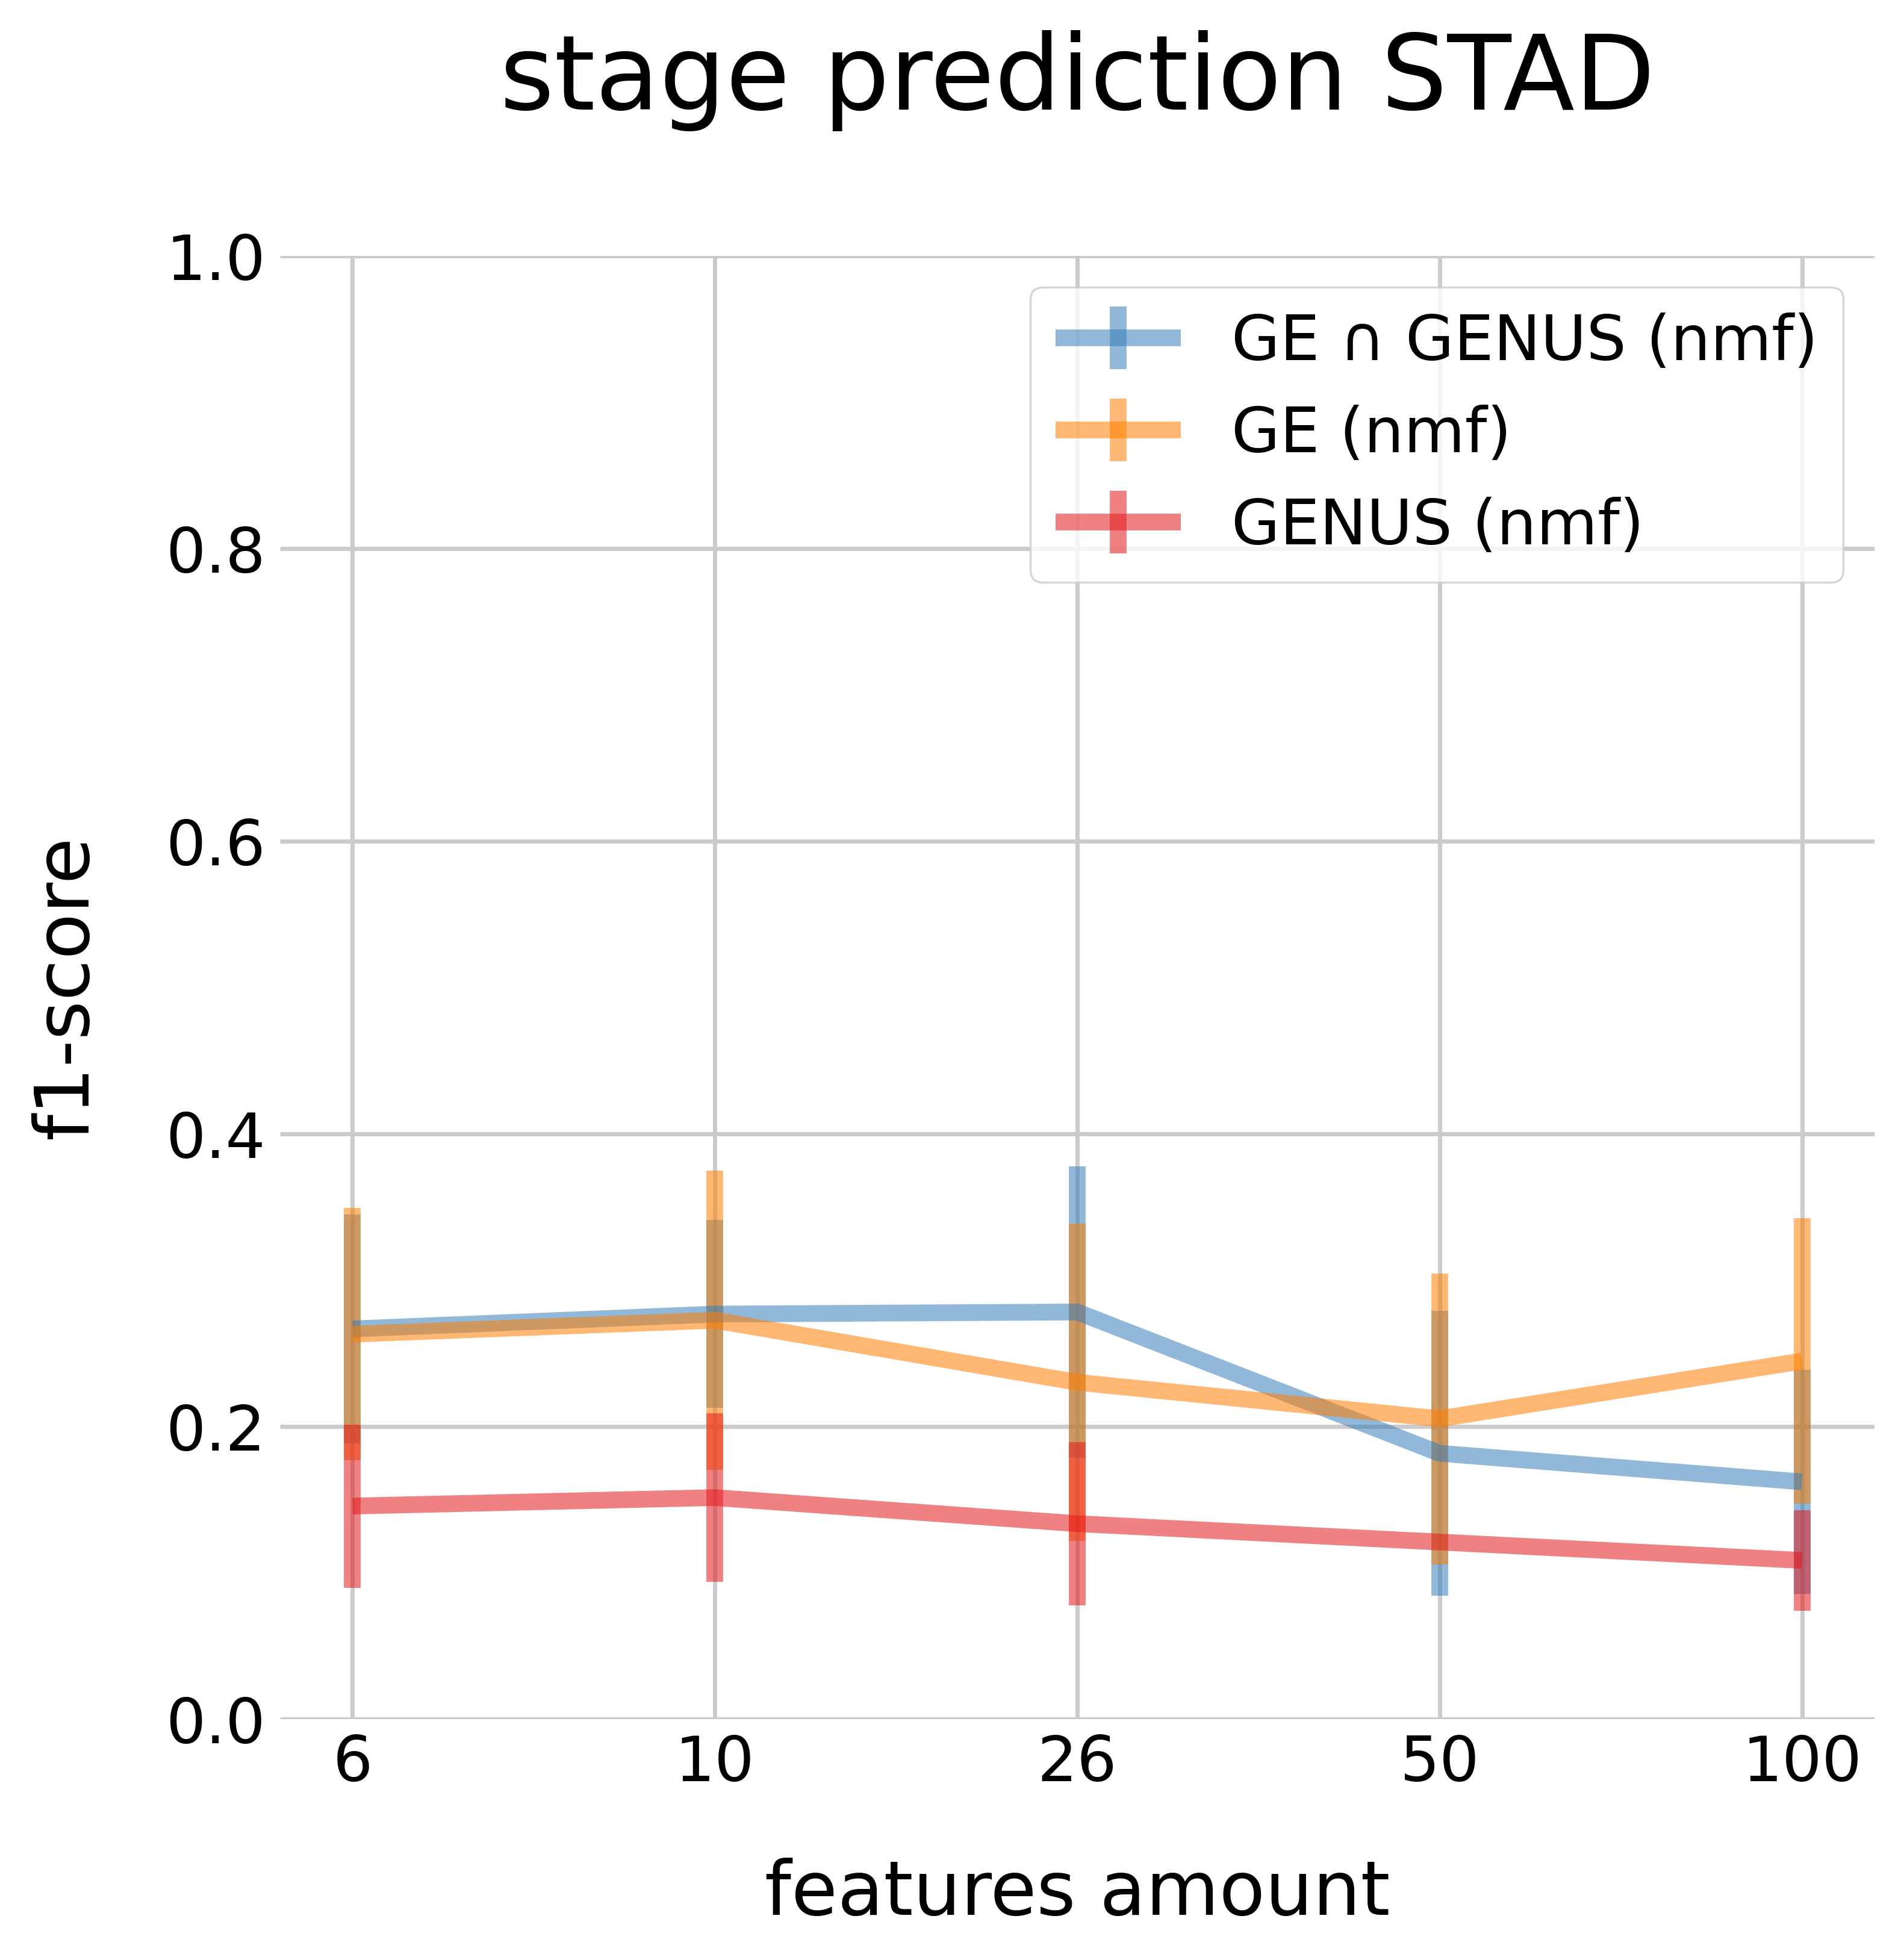 stage prediction STAD
1.0
0.8
0.6
0.4
0.2
0.0
f1-score
GE ∩ GENUS (nmf)
GE (nmf)
GENUS (nmf)
6 10 26 50 100
features amount